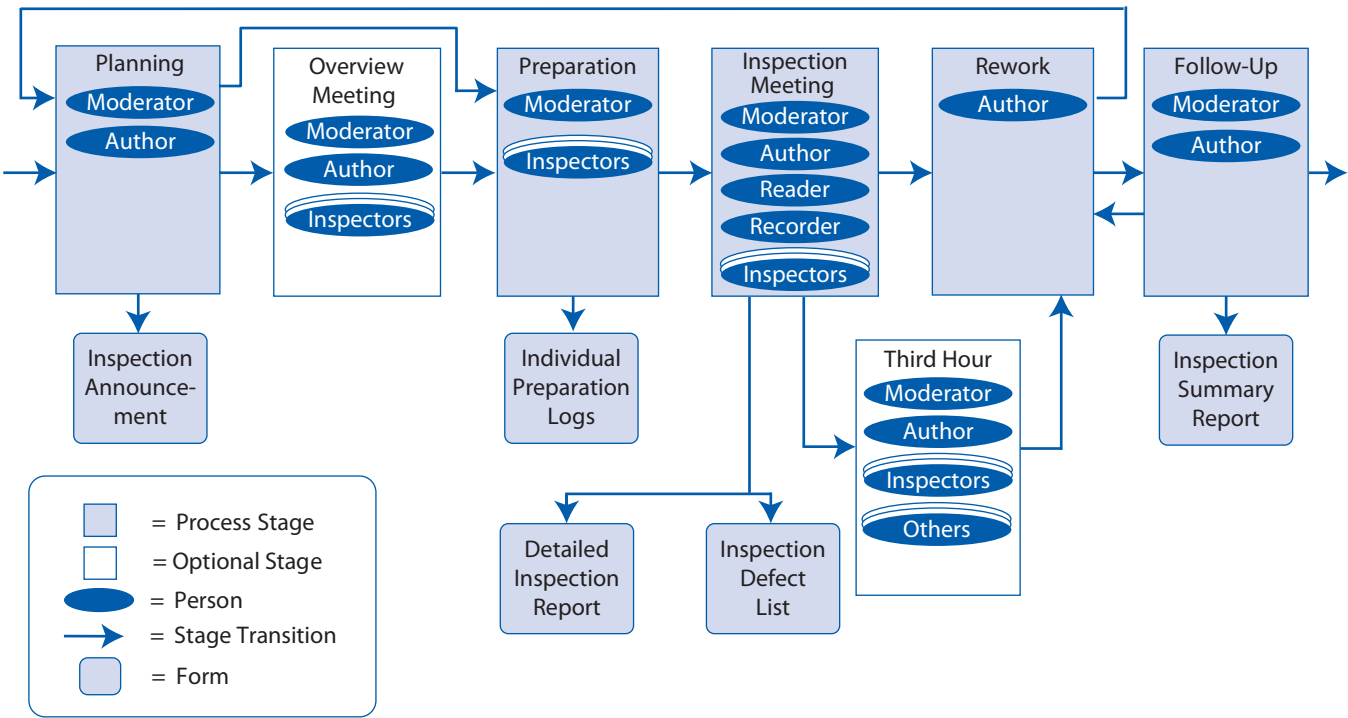 Planning
Moderator
Author
Overview
Meeting
Moderator
Author
Inspectors
Preparation
Moderator
Inspectors
Inspection
Meeting
Moderator
Author
Reader
Recorder
Inspectors
Rework
Author
Follow-Up
Moderator
Author
Inspection
Announce-
ment
Individual
Preparation
Logs
Third Hour
Moderator
Author
Inspectors
Others
Inspection
Summary
Report
Detailed
Inspection
Report
Inspection
Defect
List
= Process Stage
= Optional Stage
= Person
= Stage Transition
= Form